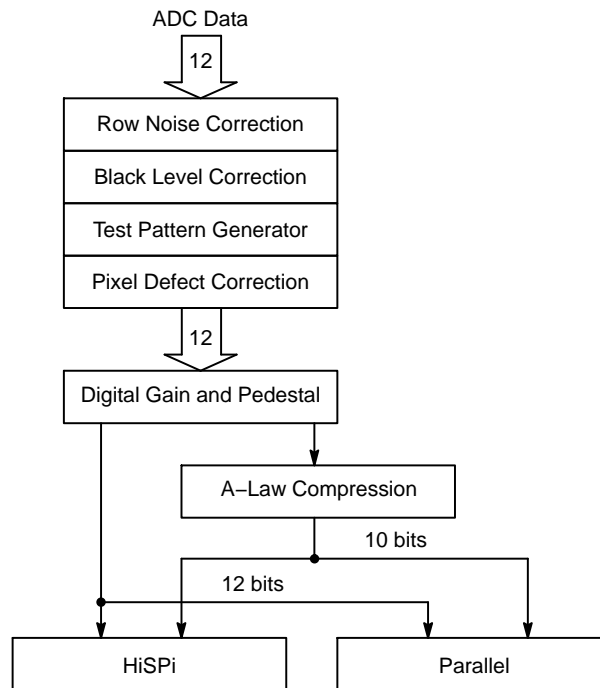 ADC Data
12
Row Noise Correction
Black Level Correction
Test Pattern Generator
Pixel Defect Correction
12
Digital Gain and Pedestal
A−Law Compression
10 bits
12 bits
HiSPi
Parallel